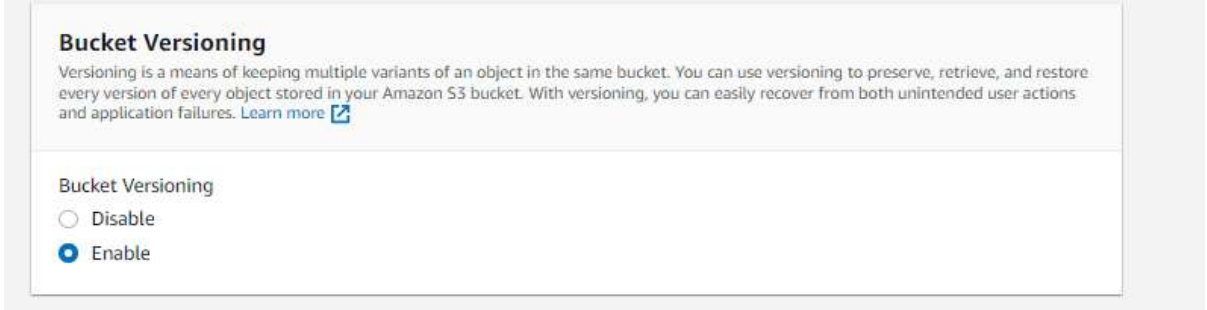 Bucket Versioning
Versioning is a means of keeping multiple variants of an object in the same bucket. You can use versioning to preserve, retrieve, and restore
every version of every object stored in your Amazon S3 bucket. With versioning, you can easily recover from both unintended user actions
and application failures. Learn more
Bucket Versioning
Disable
Enable